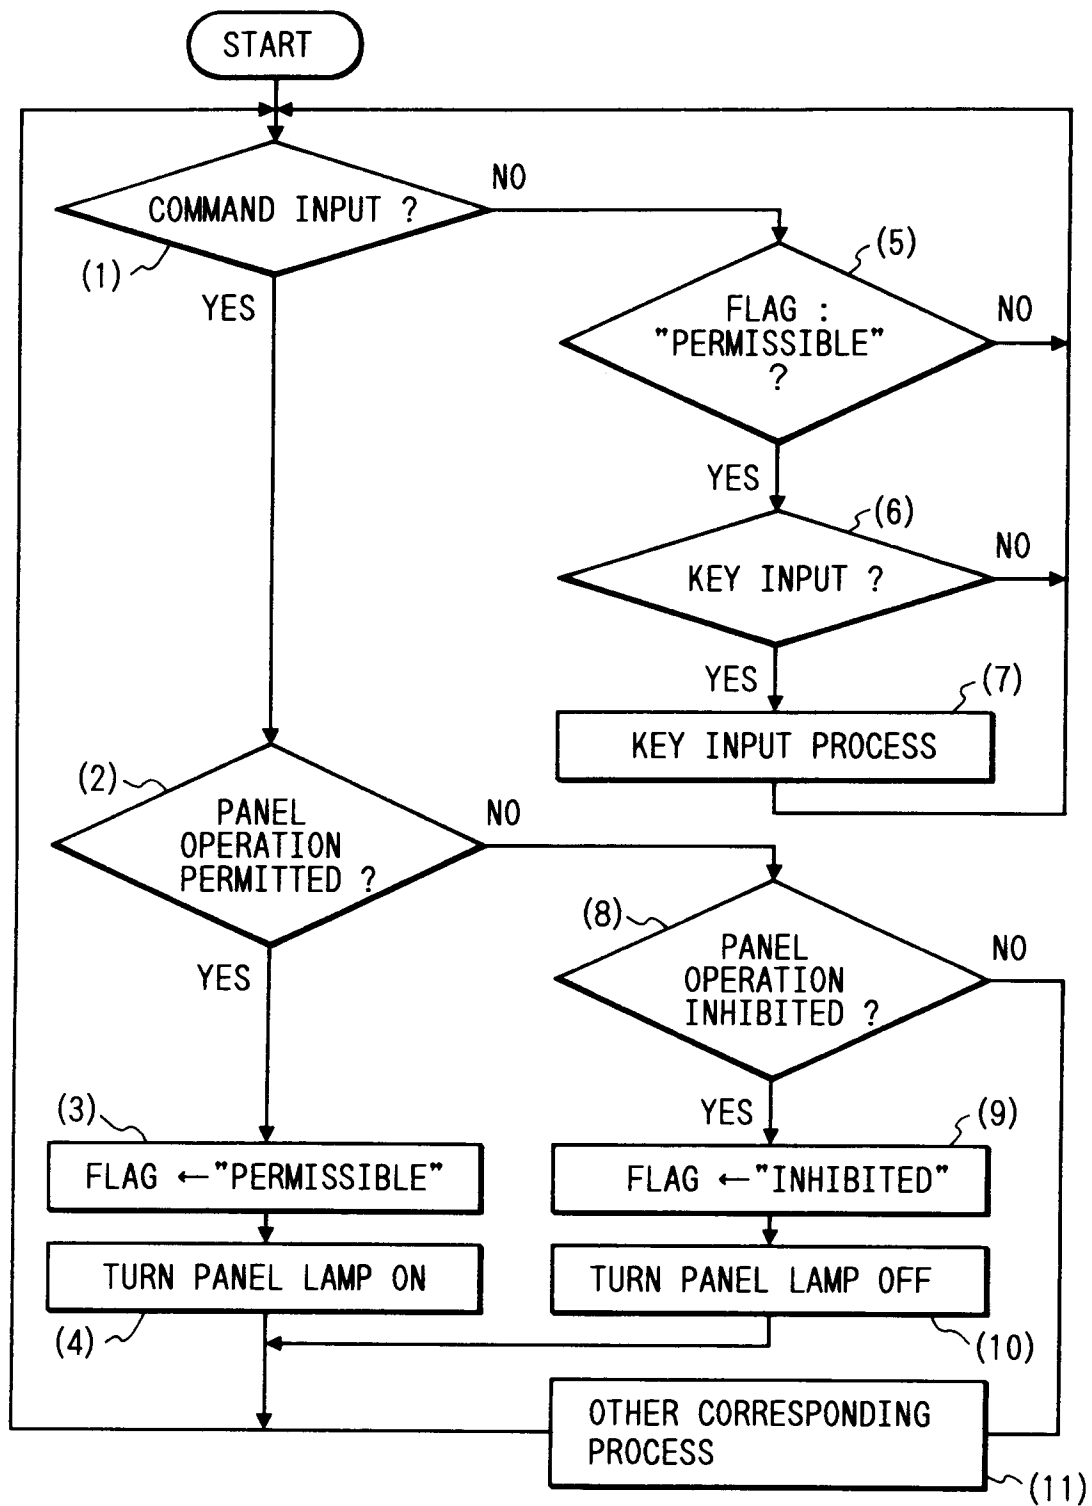 START
COMMAND INPUT ?
NO
(1)
YES
(5)
FLAG :
"PERMISSIBLE"
?
NO
YES
(6)
KEY INPUT ?
NO
YES
(7)
KEY INPUT PROCESS
(2)
PANEL
OPERATION
PERMITTED ?
NO
YES
(8)
PANEL
OPERATION
INHIBITED ?
NO
YES
(3)
FLAG ←"PERMISSIBLE"
(9)
FLAG ←"INHIBITED"
TURN PANEL LAMP ON
(4)
TURN PANEL LAMP OFF
(10)
OTHER CORRESPONDING
PROCESS
(11)